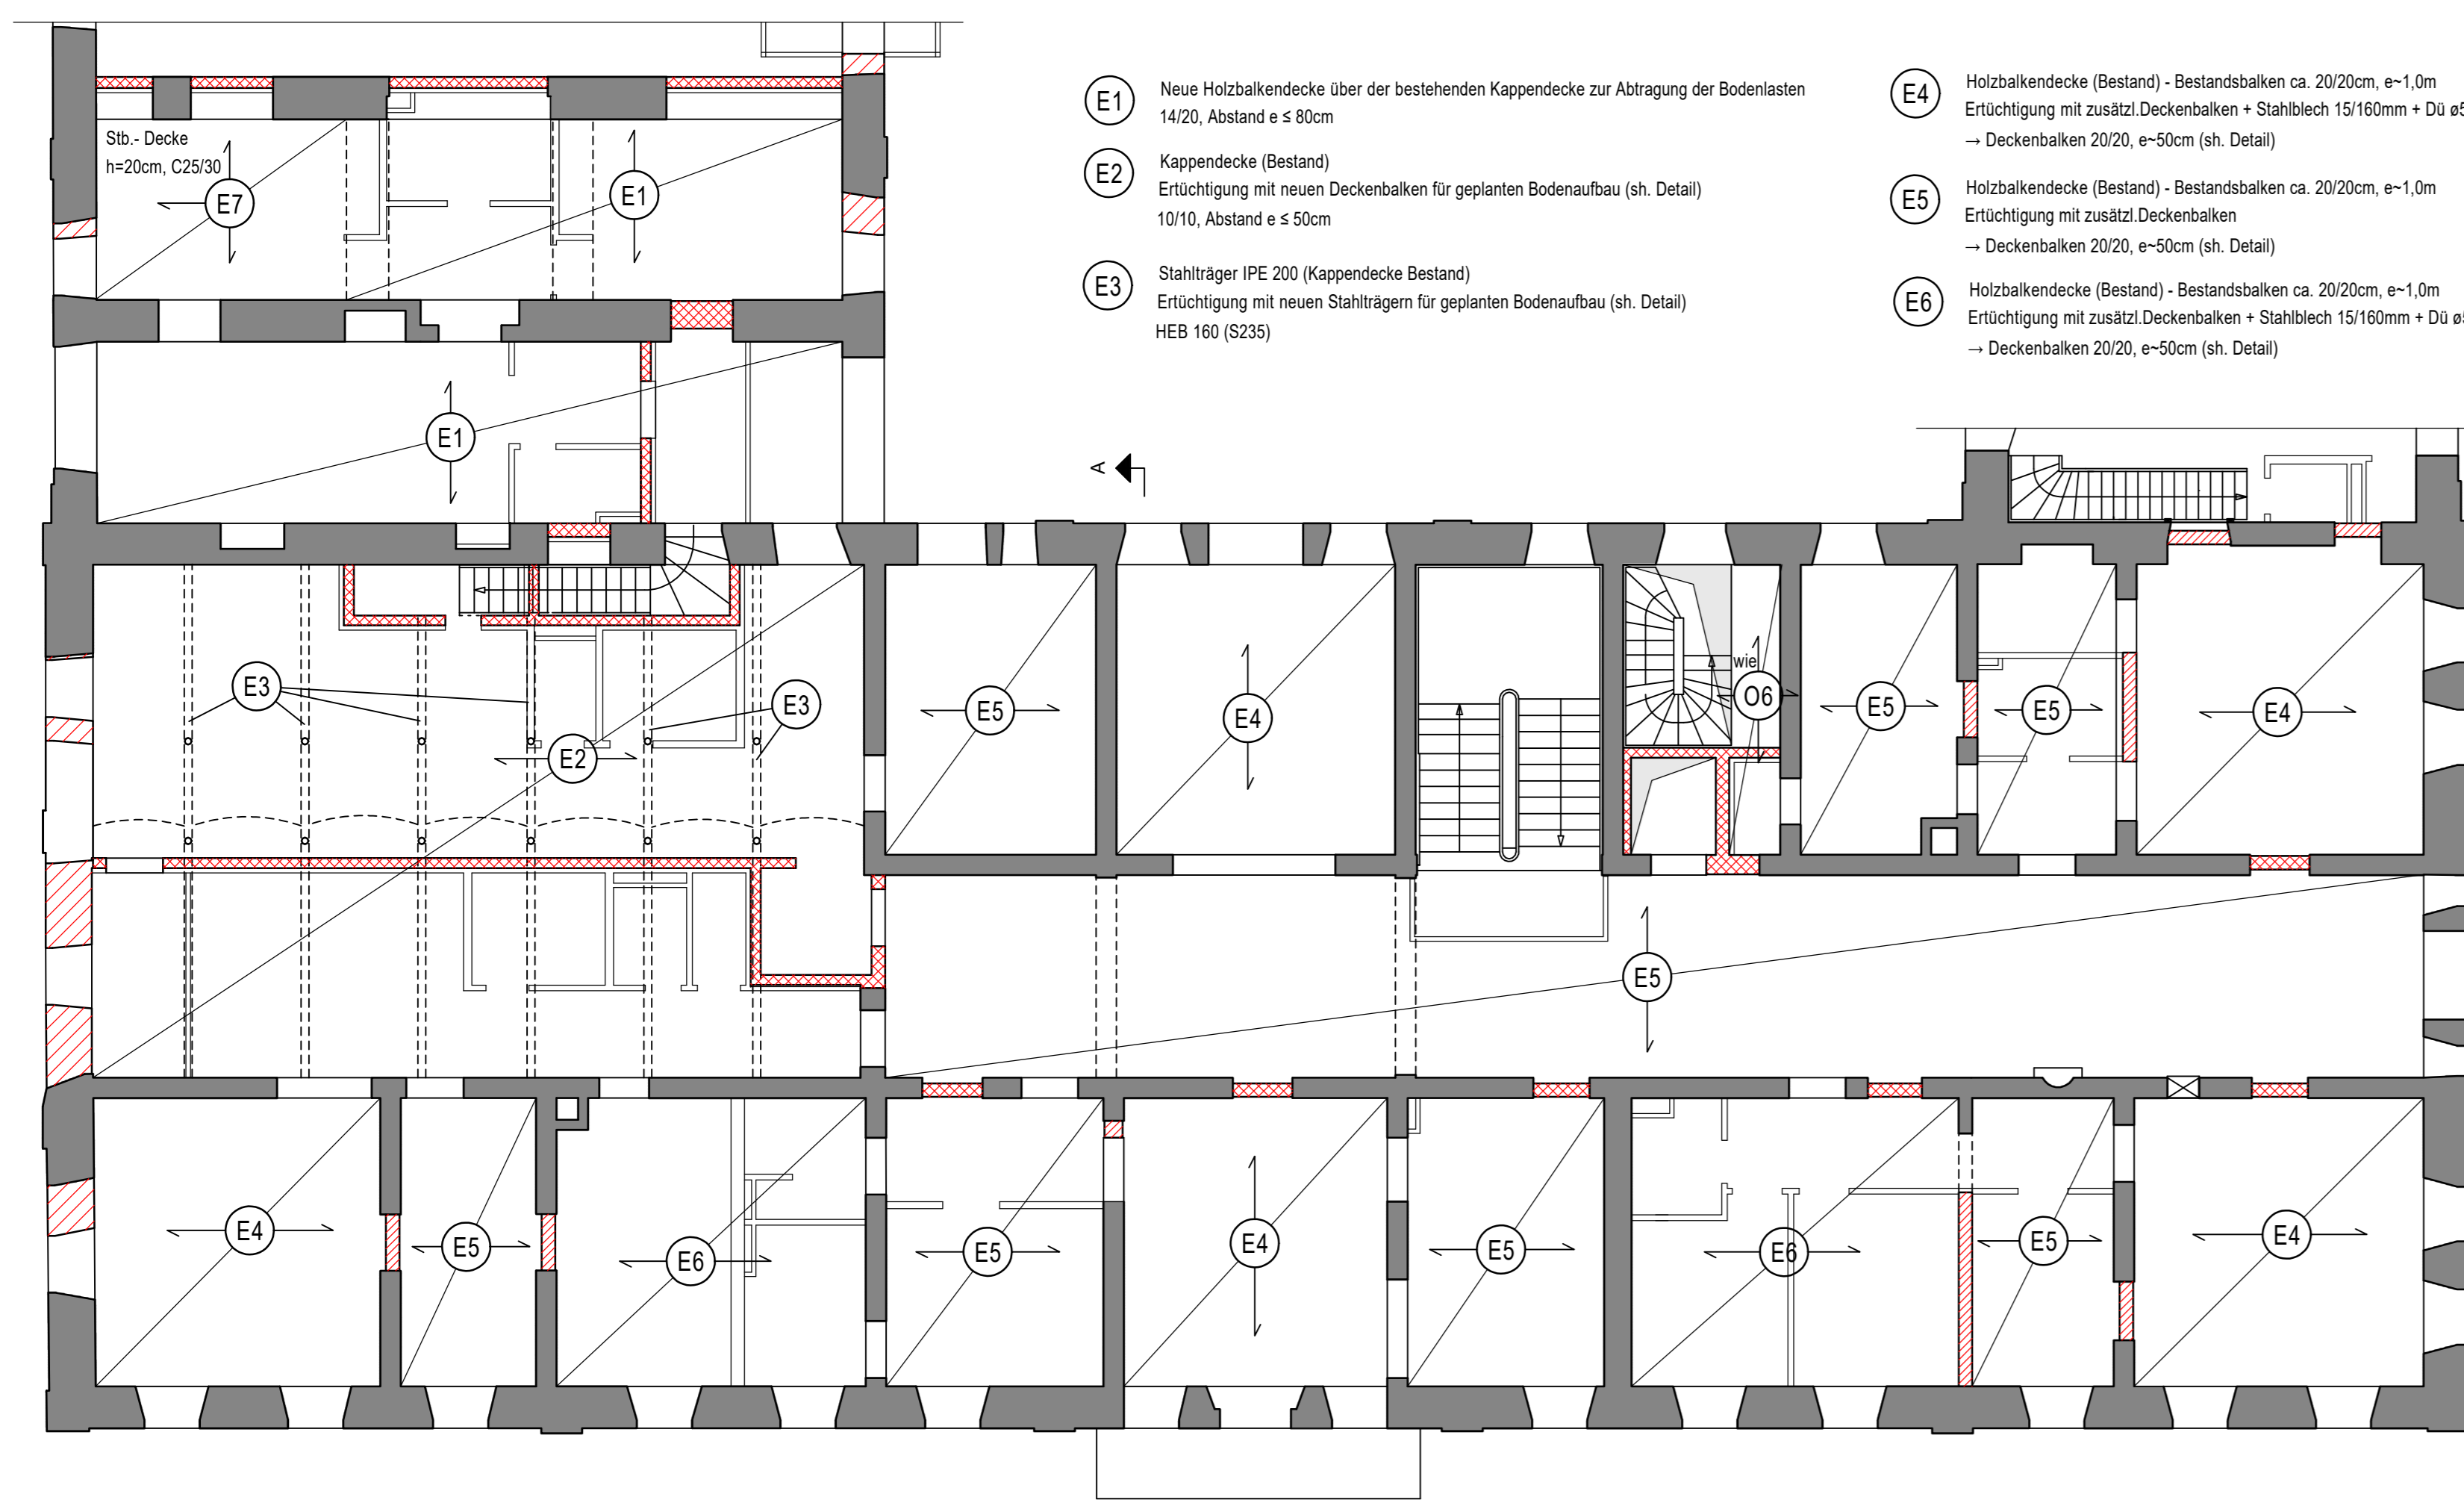 E1
Neue Holzbalkendecke über der bestehenden Kappendecke zur Abtragung der Bodenlasten
14/20, Abstand e ≤ 80cm
E2
Kappendecke (Bestand)
Ertüchtigung mit neuen Deckenbalken für geplanten Bodenaufbau (sh. Detail)
10/10, Abstand e ≤ 50cm
E3
Stahlträger IPE 200 (Kappendecke Bestand)
Ertüchtigung mit neuen Stahlträgern für geplanten Bodenaufbau (sh. Detail)
HEB 160 (S235)
E4
Holzbalkendecke (Bestand) - Bestandsbalken ca. 20/20cm, e~1,0m
Ertüchtigung mit zusätzl.Deckenbalken + Stahlblech 15/160mm + Dü
→ Deckenbalken 20/20, e~50cm (sh. Detail)
E5
Holzbalkendecke (Bestand) - Bestandsbalken ca. 20/20cm, e~1,0m
Ertüchtigung mit zusätzl.Deckenbalken
→ Deckenbalken 20/20, e~50cm (sh. Detail)
E6
Holzbalkendecke (Bestand) - Bestandsbalken ca. 20/20cm, e~1,0m
Ertüchtigung mit zusätzl.Deckenbalken + Stahlblech 15/160mm + Dü
→ Deckenbalken 20/20, e~50cm (sh. Detail)
Stb.- Decke
h=20cm, C25/30
E7
E1
E1
A
E3
E3
E2
E5
E4
wie
O6
E5
E5
E4
E5
E4
E5
E6
E5
E4
E5
E6
E5
E4